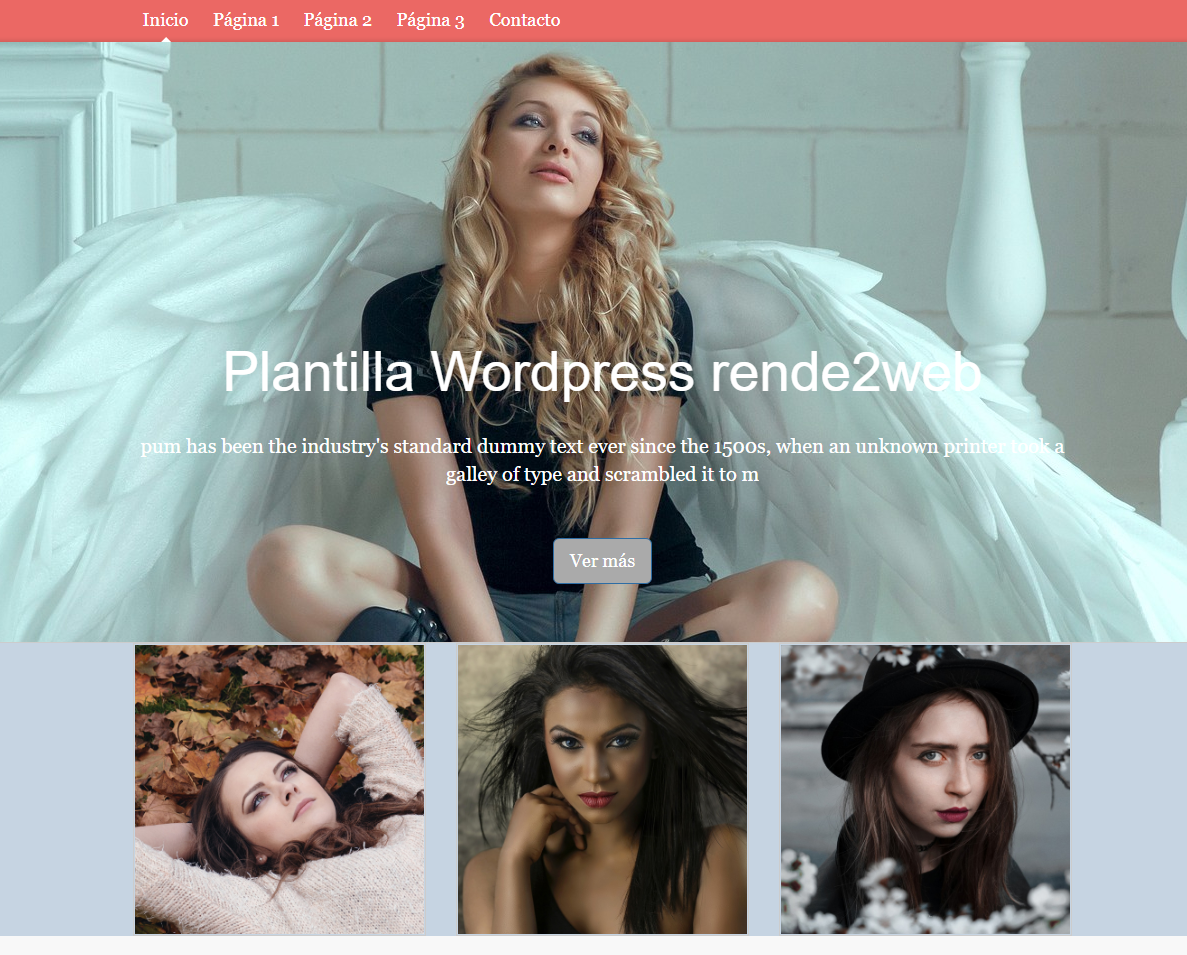 Inicio Página 1 Página 2 Página 3 Contacto
Plantilla Wordpress rende2web
pum has been the industry's standard dummy text ever since the 1500s, when an unknown printer took a
galley of type and scrambled it to m
Ver más